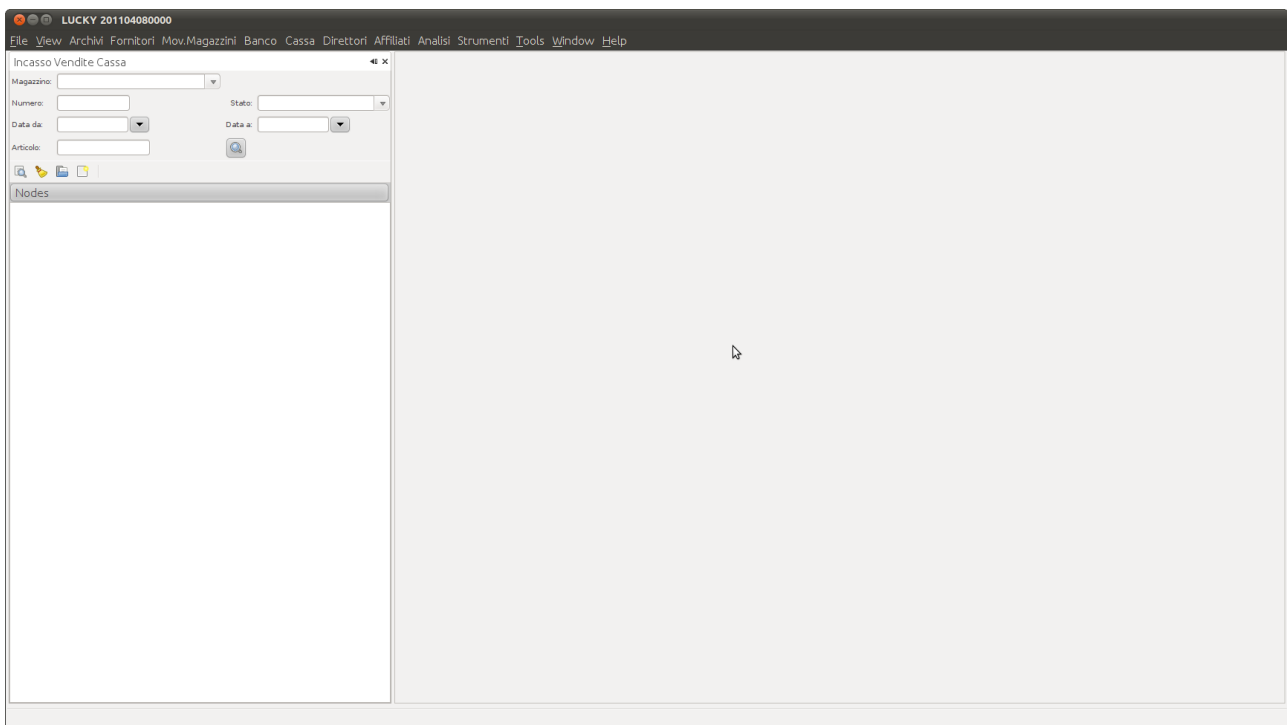 LUCKY 201104080000
File View Archivi Fornitori Mov.Magazzini Banco Cassa Direttori Affiliati Analisi Strumenti Tools Window Help
Incasso Vendite Cassa
Magazzino:
Numero: Stato:
Data da: Data a:
Articolo:
Nodes